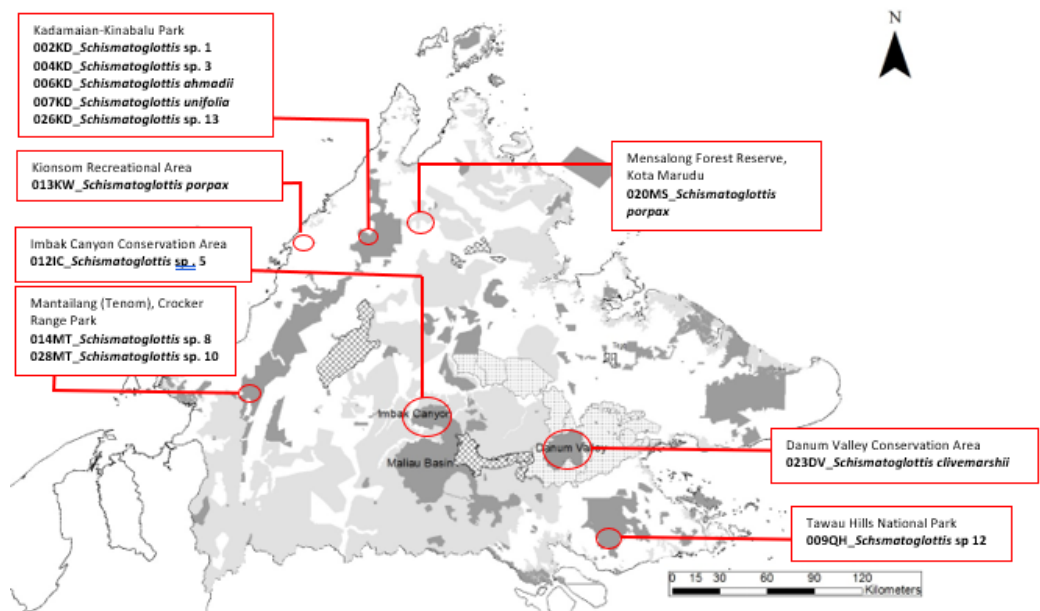 Kadamaian-Kinabalu Park
002KD_Schismatoglottis sp. 1
004KD_Schismatoglottis sp. 3
006KD_Schismatoglottis ahmadii
007KD_Schismatoglottis unifolia
026KD_Schismatoglottis sp. 13
N
Kionsom Recreational Area
013KW_Schismatoglottis porpax
Mensalong Forest Reserve,
Kota Marudu
020MS_Schismatoglottis
porpax
Imbak Canyon Conservation Area
012IC_Schismatoglottis sp . 5
Mantailang (Tenom), Crocker
Range Park
014MT_Schismatoglottis sp. 8
028MT_Schismatoglottis sp. 10
Imbak Canyon
Maliau Basin
Danum Valley
Danum Valley Conservation Area
023DV_Schismatoglottis clivemarshii
Tawau Hills National Park
009QH_Schsmatoglottis sp 12
0 15 30 60 90 120
Kilometers